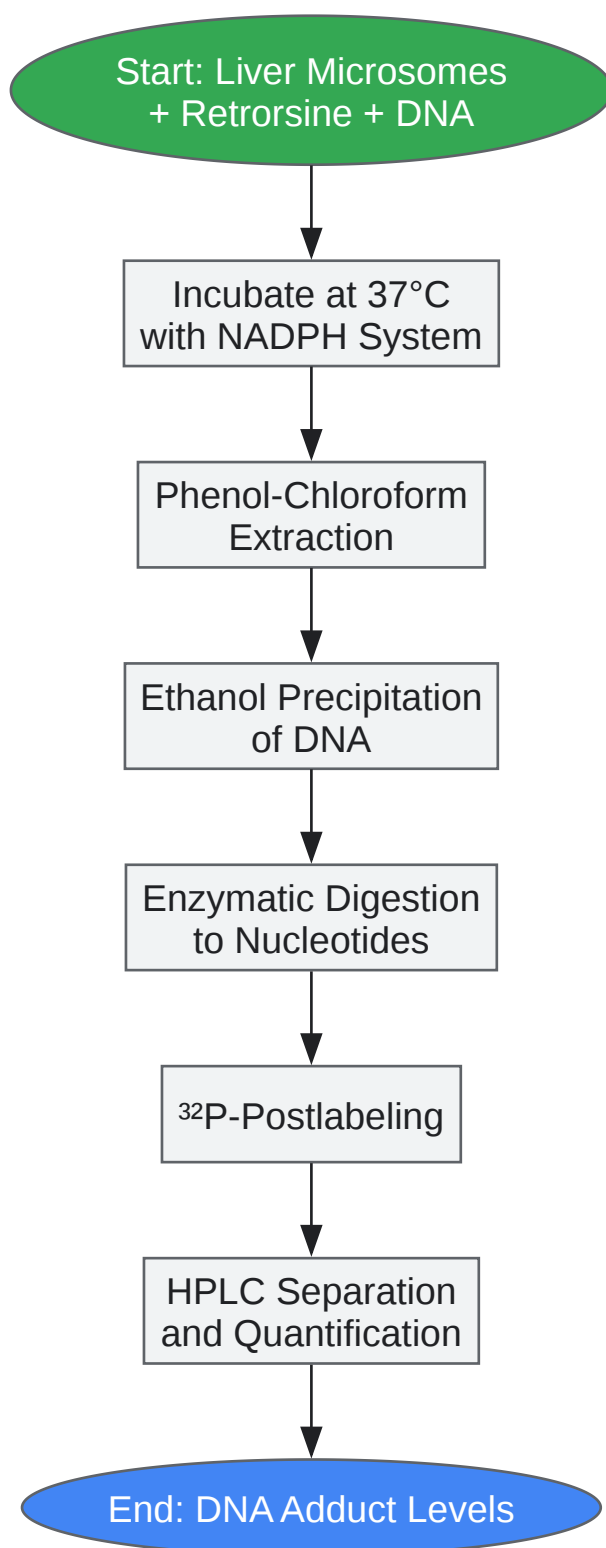 Start: Liver Microsomes
+ Retrorsine + DNA
Incubate at 37°C
with NADPH System
Phenol-Chloroform
Extraction
Ethanol Precipitation
of DNA
Enzymatic Digestion
to Nucleotides
³²P-Postlabeling
HPLC Separation
and Quantification
End: DNA Adduct Levels